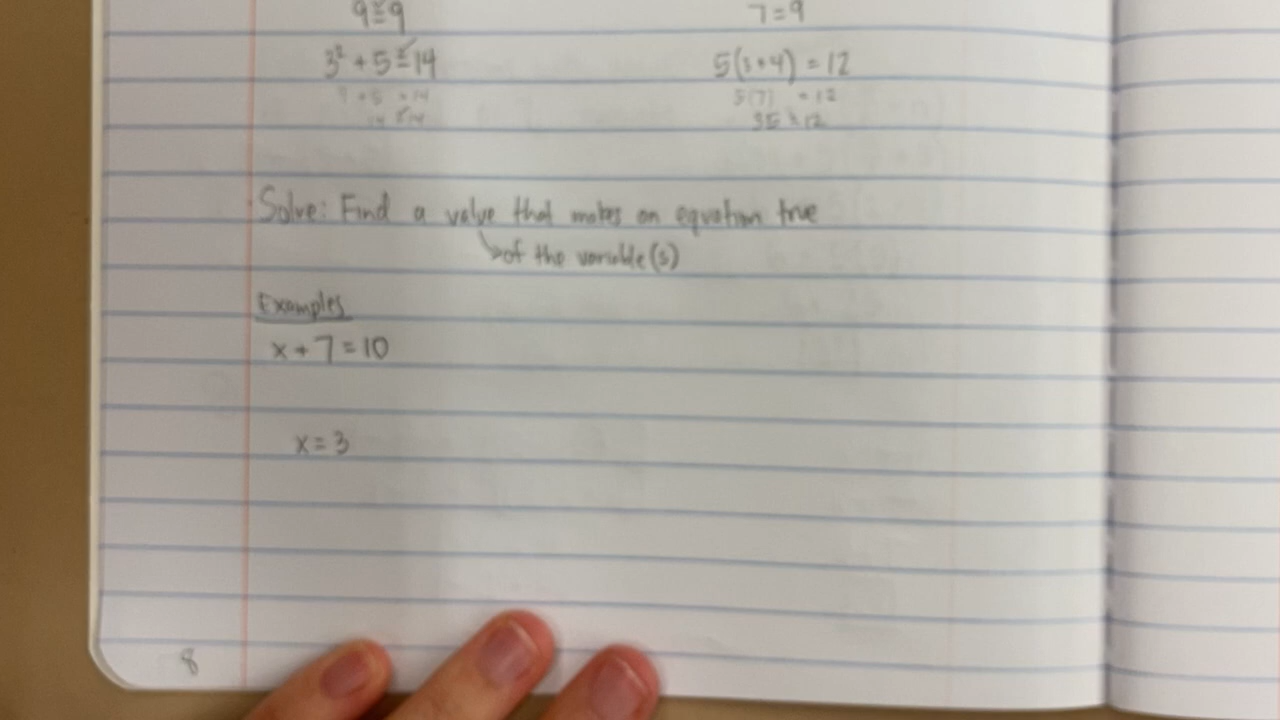 9=9
7=9
3² + 5 = 14
5(3+4) = 12
9 + 5 = 14
5(7) = 12
14 = 14
35 = 12
Solve: Find a value that makes an equation true
of the variable(s)
Examples
x + 7 = 10
x = 3
8